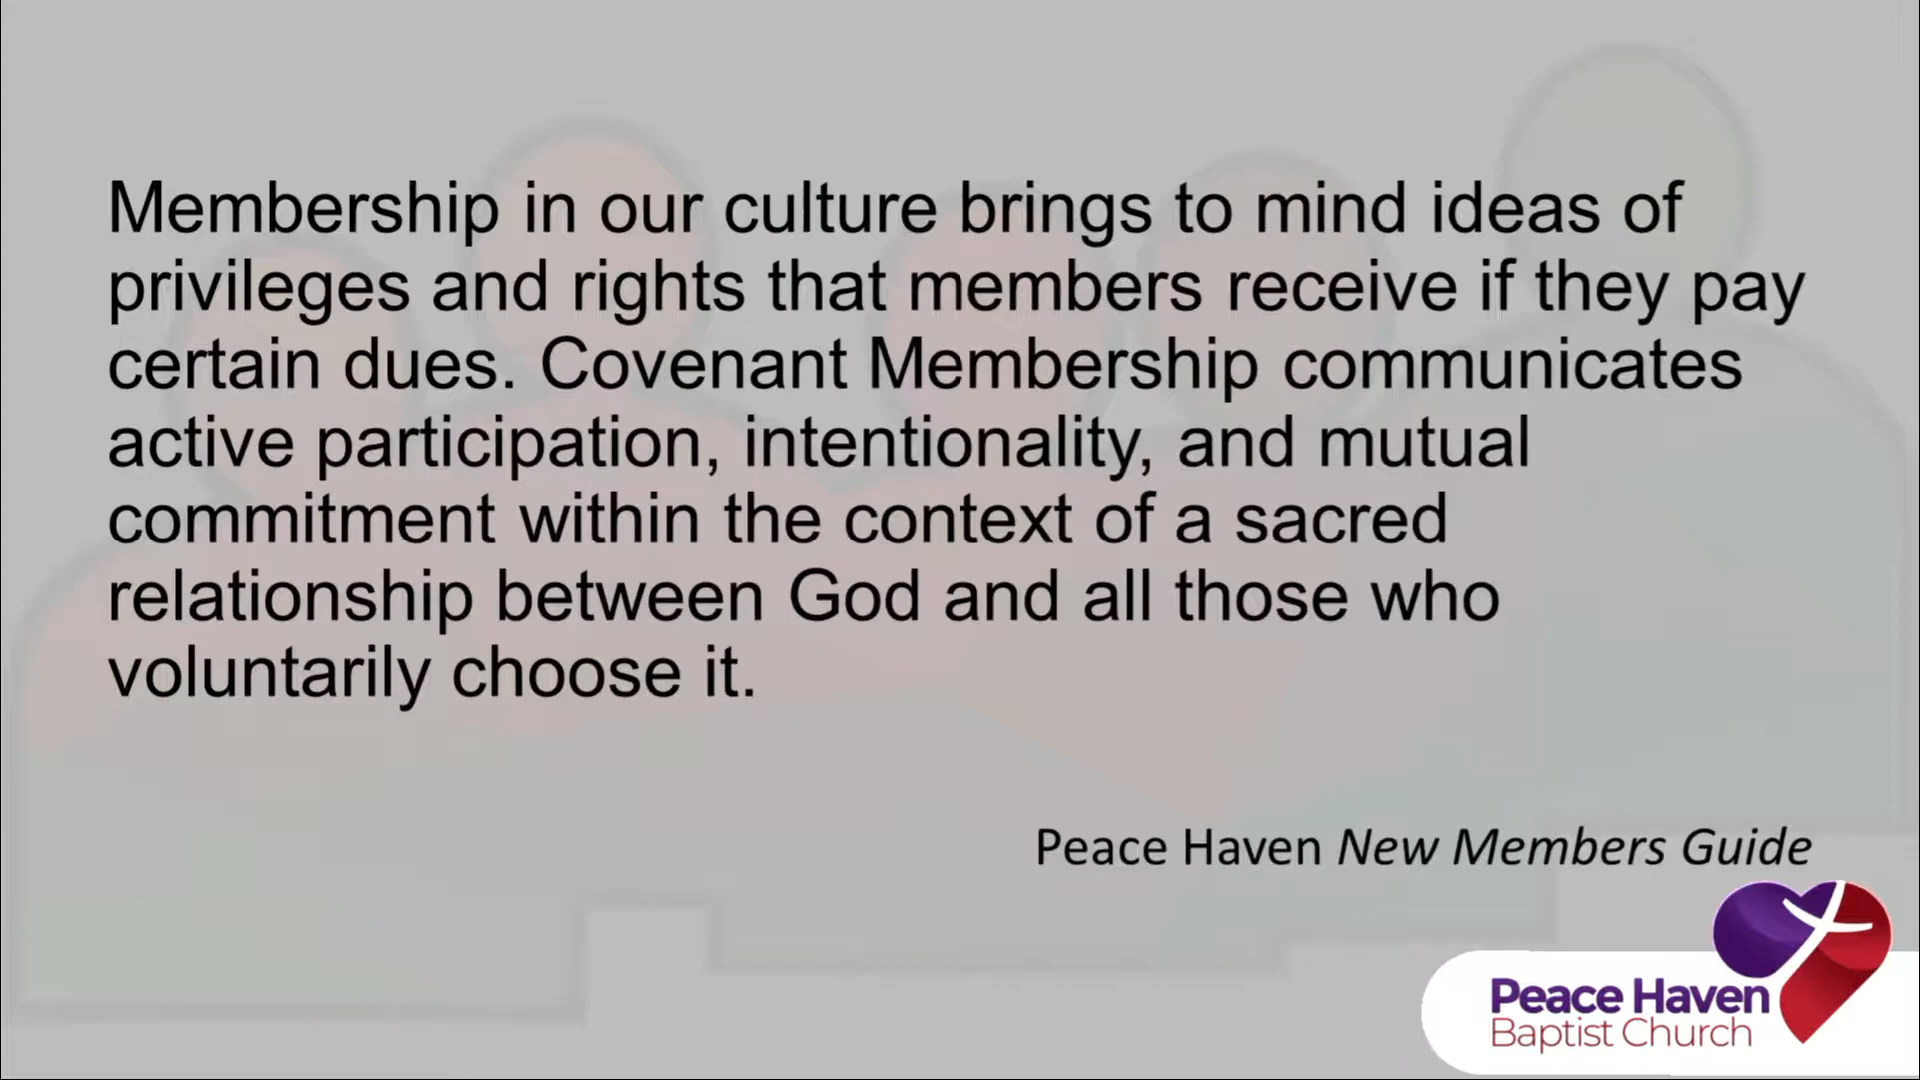 Membership in our culture brings to mind ideas of
privileges and rights that members receive if they pay
certain dues. Covenant Membership communicates
active participation, intentionality, and mutual
commitment within the context of a sacred
relationship between God and all those who
voluntarily choose it.
Peace Haven New Members Guide
Peace Haven
Baptist Church